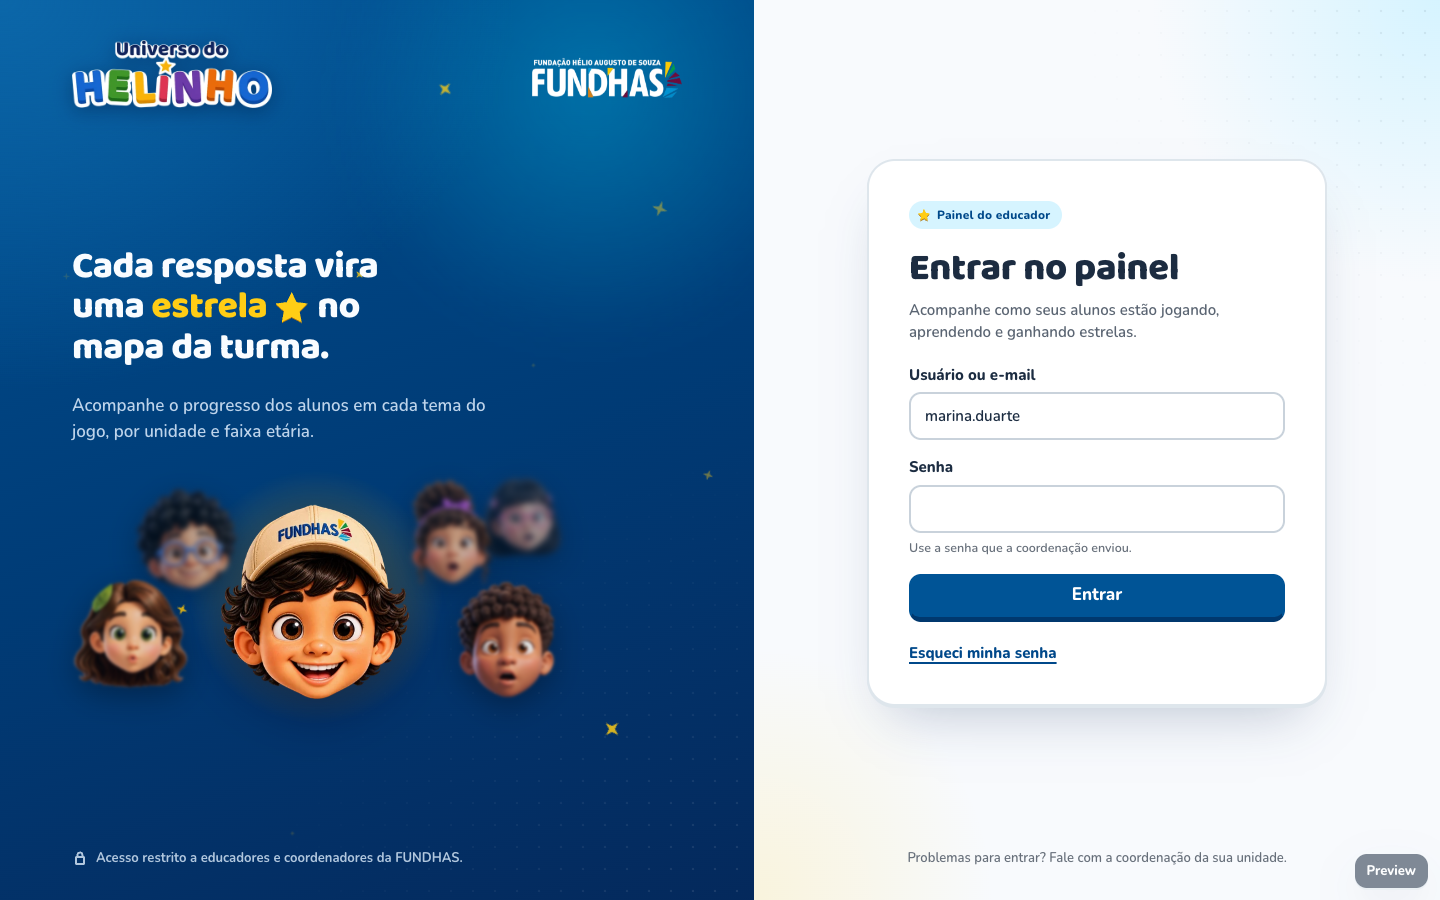 Universo do
HELINHO
FUNDAÇÃO HÉLIO AUGUSTO DE SOUZA
FUNDHAS
Cada resposta vira
uma estrela no
mapa da turma.
Acompanhe o progresso dos alunos em cada tema do
jogo, por unidade e faixa etária.
FUNDHAS
Acesso restrito a educadores e coordenadores da FUNDHAS.
Painel do educador
Entrar no painel
Acompanhe como seus alunos estão jogando,
aprendendo e ganhando estrelas.
Usuário ou e-mail
marina.duarte
Senha
Use a senha que a coordenação enviou.
Entrar
Esqueci minha senha
Problemas para entrar? Fale com a coordenação da sua unidade.
Preview